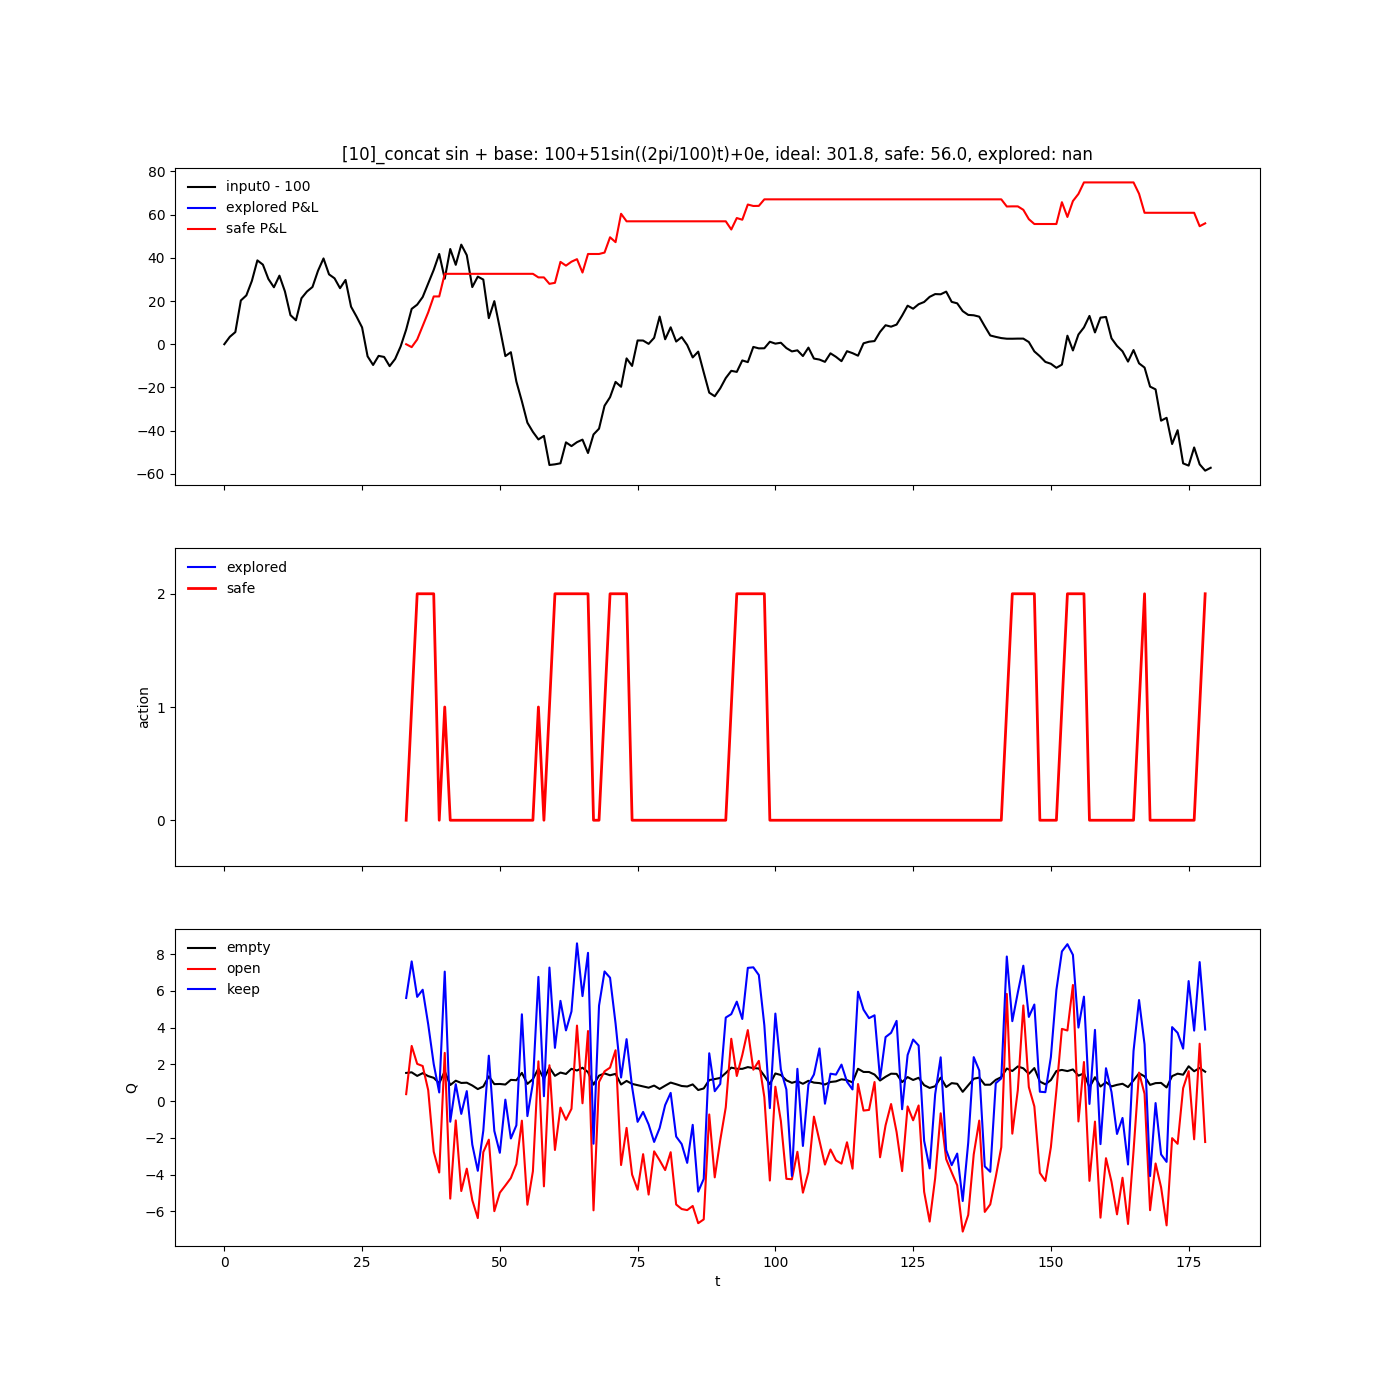 [10]_concat sin + base: 100+51sin((2pi/100)t)+0e, ideal: 301.8, safe: 56.0, explored: nan
80
60
40
20
0
−20
−40
−60
input0 - 100
explored P&L
safe P&L
action
2
1
0
explored
safe
Q
8
6
4
2
0
−2
−4
−6
empty
open
keep
0 25 50 75 100 125 150 175
t